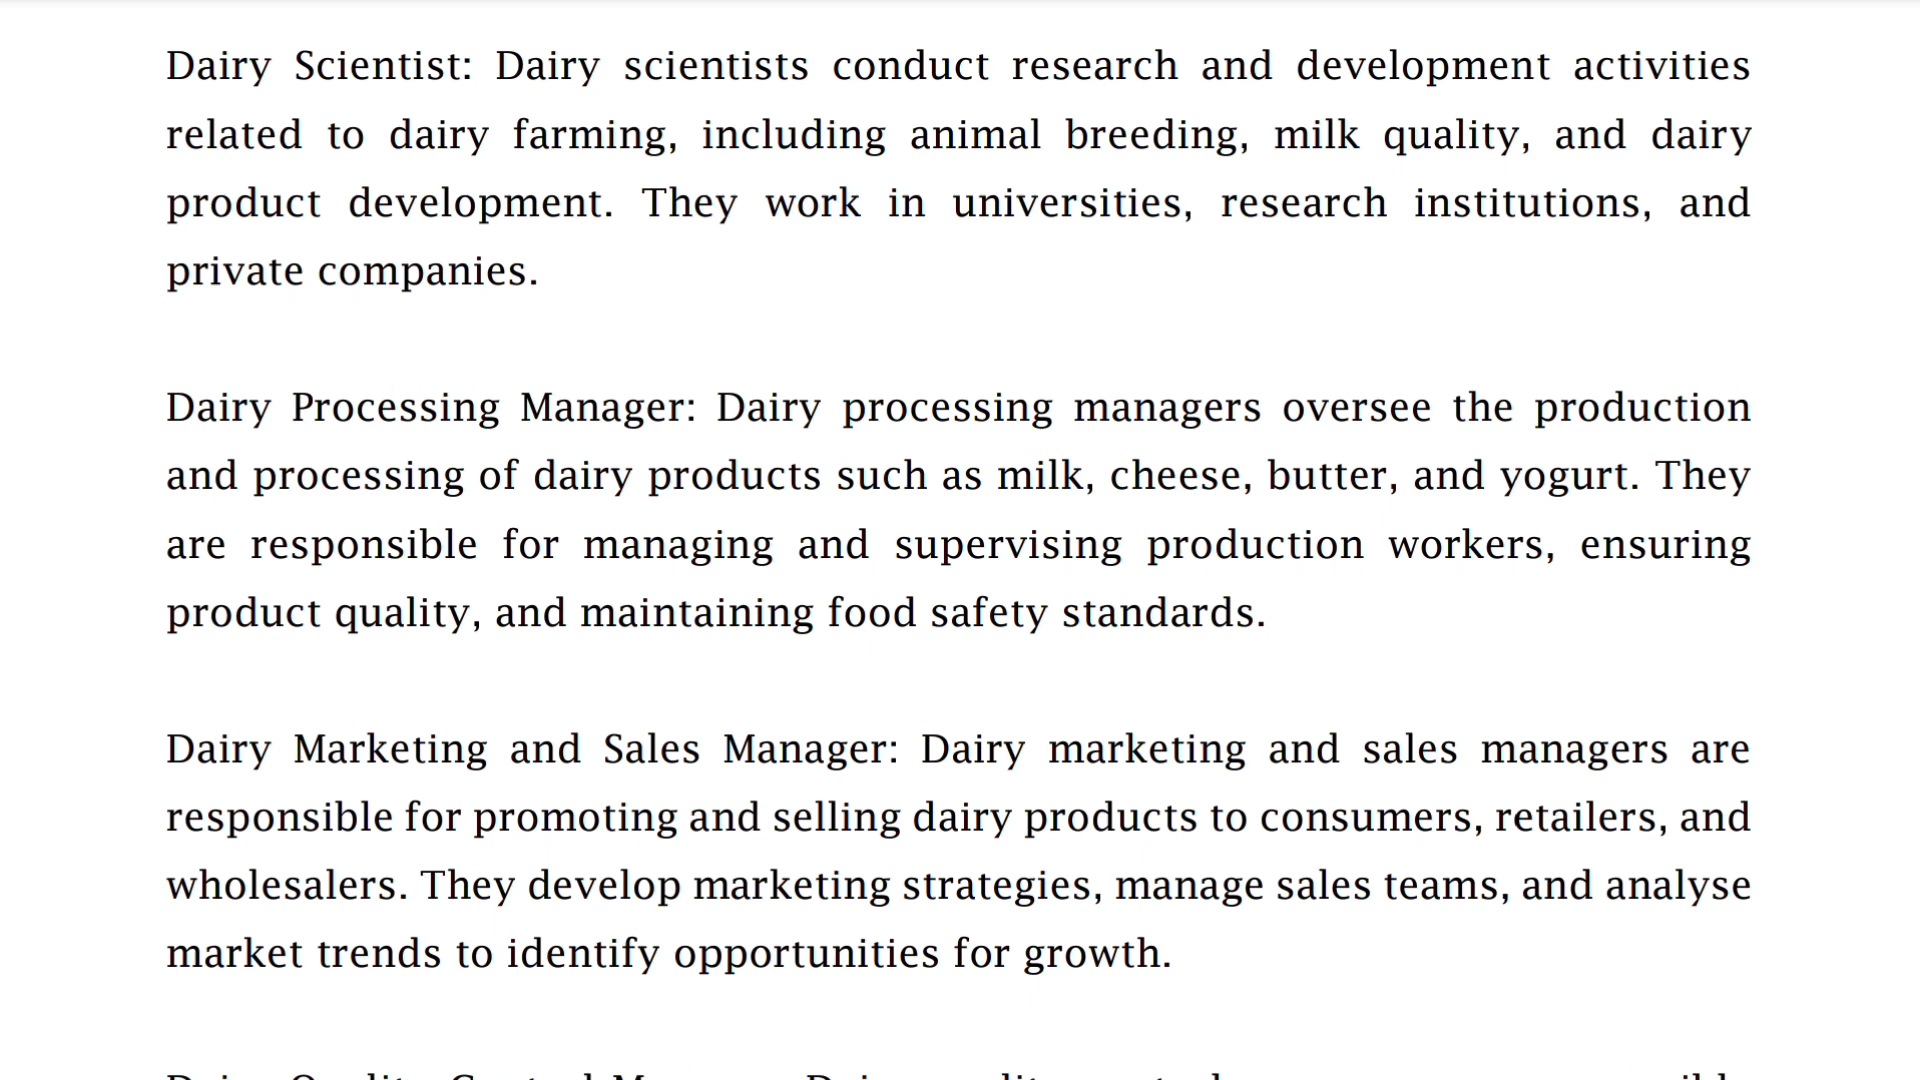 Dairy Scientist: Dairy scientists conduct research and development activities
related to dairy farming, including animal breeding, milk quality, and dairy
product development. They work in universities, research institutions, and
private companies.
Dairy Processing Manager: Dairy processing managers oversee the production
and processing of dairy products such as milk, cheese, butter, and yogurt. They
are responsible for managing and supervising production workers, ensuring
product quality, and maintaining food safety standards.
Dairy Marketing and Sales Manager: Dairy marketing and sales managers are
responsible for promoting and selling dairy products to consumers, retailers, and
wholesalers. They develop marketing strategies, manage sales teams, and analyse
market trends to identify opportunities for growth.